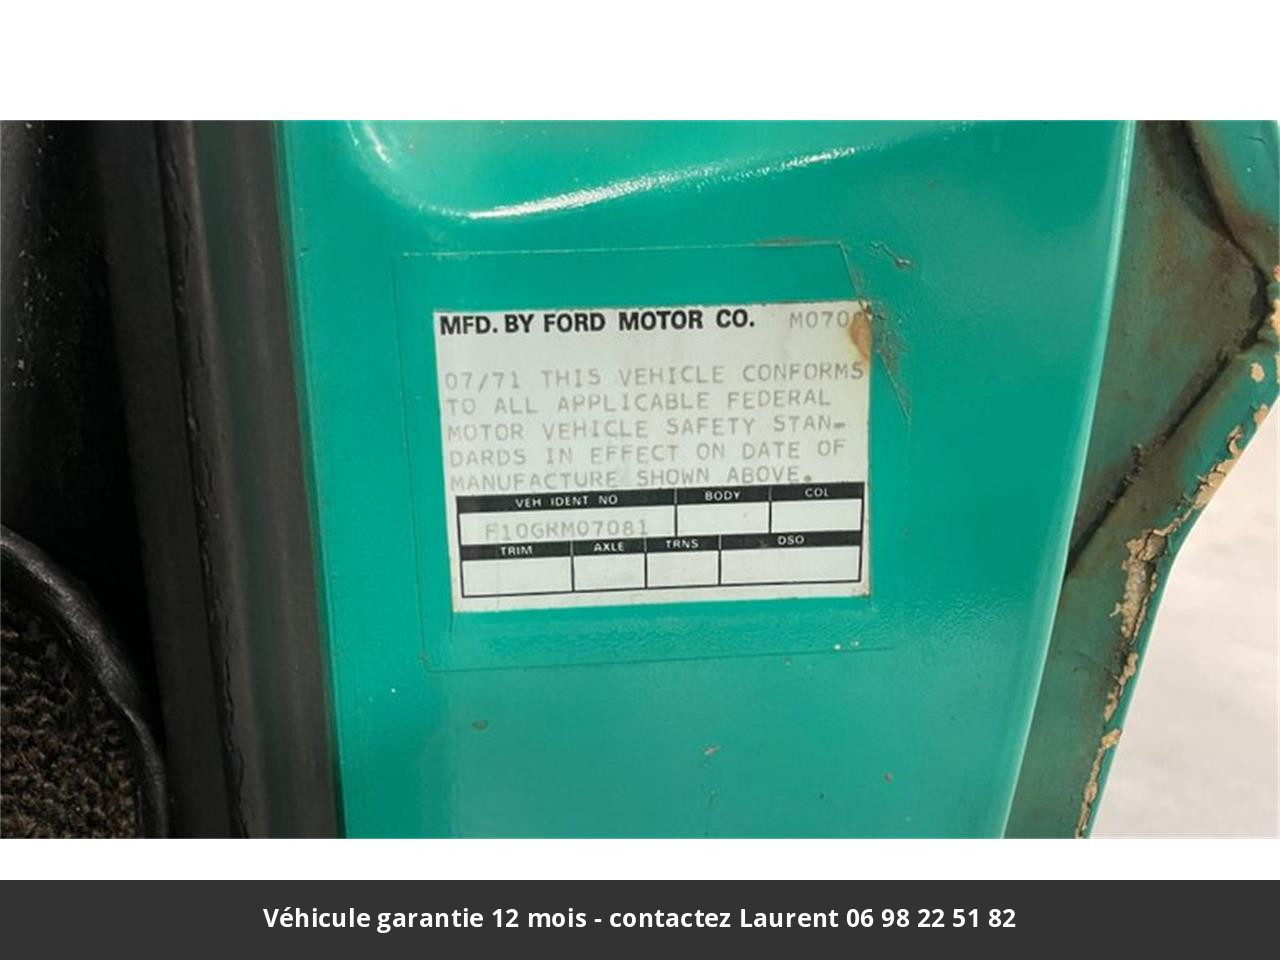 MFD. BY FORD MOTOR CO. M070
07/71 THIS VEHICLE CONFORMS
TO ALL APPLICABLE FEDERAL
MOTOR VEHICLE SAFETY STAN-
DARDS IN EFFECT ON DATE OF
MANUFACTURE SHOWN ABOVE.
VEH IDENT NO BODY COL
F10GRM07081
TRIM AXLE TRNS DSO
Véhicule garantie 12 mois - contactez Laurent 06 98 22 51 82